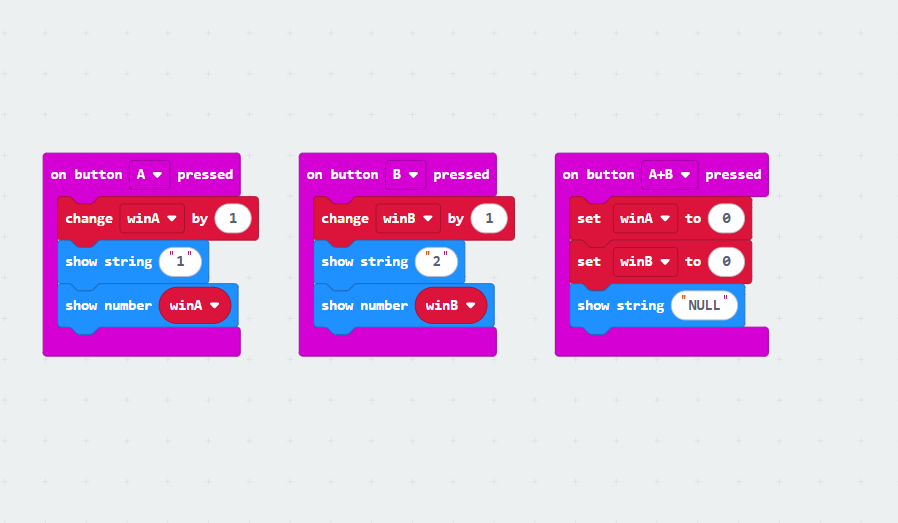 on button A pressed
change winA by 1
show string "1"
show number winA
on button B pressed
change winB by 1
show string "2"
show number winB
on button A+B pressed
set winA to 0
set winB to 0
show string "NULL"